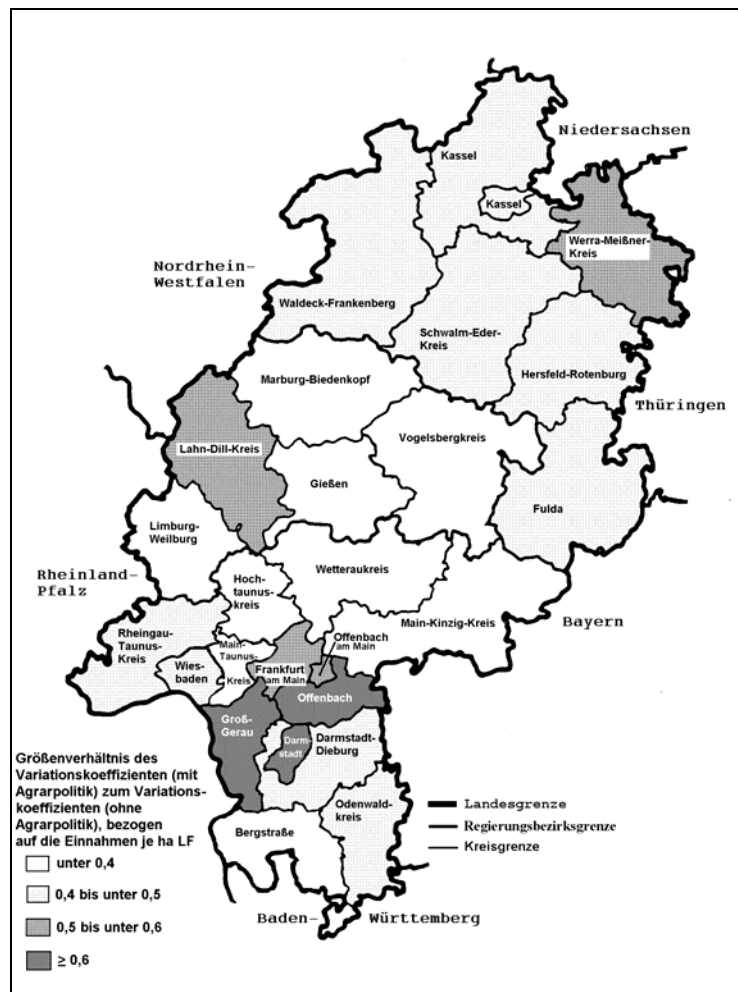 Niedersachsen
Kassel
Kassel
Werra-Meißner-
Kreis
Nordrhein-
Westfalen
Waldeck-Frankenberg
Schwalm-Eder-
Kreis
Hersfeld-Rotenburg
Marburg-Biedenkopf
Thüringen
Vogelsbergkreis
Lahn-Dill-Kreis
Gießen
Fulda
Limburg-
Weilburg
Rheinland-
Pfalz
Hoch-
taunus-
kreis
Wetteraukreis
Main-Kinzig-Kreis
Bayern
Rheingau-
Taunus-
Kreis
Main-
Taunus-
Kreis
Wies-
baden
Offenbach
am Main
Frankfurt
am Main
Offenbach
Groß-
Gerau
Darm-
stadt
Darmstadt-
Dieburg
Odenwald-
kreis
Bergstraße
Baden-
Württemberg
Größenverhältnis des
Variationskoeffizienten (mit
Agrarpolitik) zum Variations-
koeffizienten (ohne
Agrarpolitik), bezogen
auf die Einnahmen je ha LF
unter 0,4
0,4 bis unter 0,5
0,5 bis unter 0,6
≥ 0,6
Landesgrenze
Regierungsbezirksgrenze
Kreisgrenze